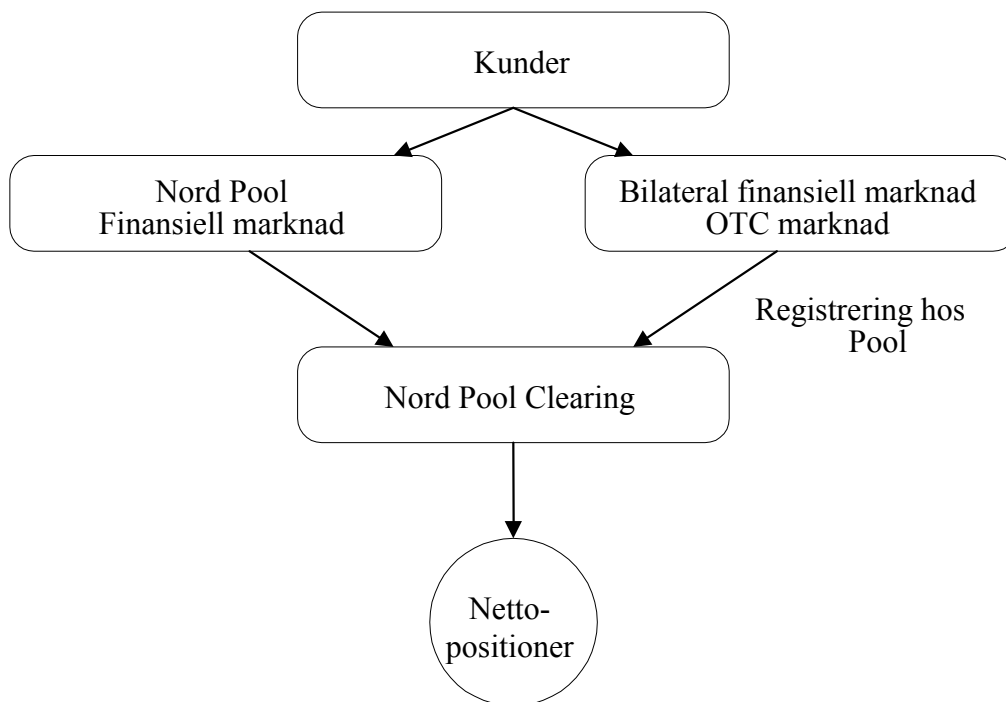 Kunder
Nord Pool
Finansiell marknad
Bilateral finansiell marknad
OTC marknad
Registrering hos
Pool
Nord Pool Clearing
Netto-
positioner